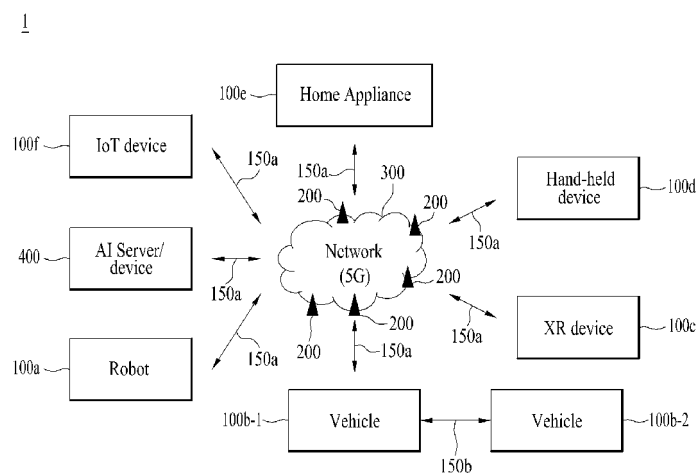 1
100e
Home Appliance
100f
IoT device
150a
150a
300
200
200
Hand-held
device
100d
150a
400
AI Server/
device
150a
Network
(5G)
200
150a
XR device
100c
200
200
100a
Robot
150a
150a
100b-1
Vehicle
Vehicle
100b-2
150b